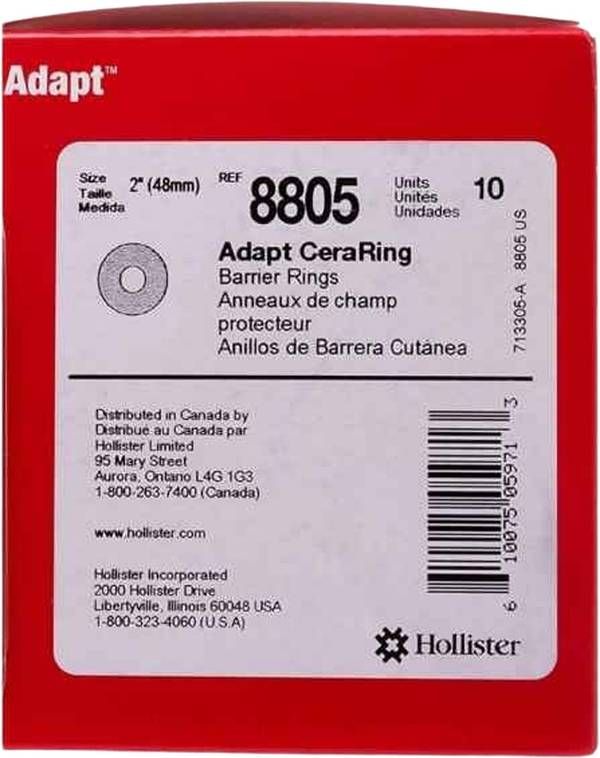 Adapt™
Size
Taille
Medida
2" (48mm)
REF
8805
Units
Unités
Unidades
10
Adapt CeraRing
Barrier Rings
Anneaux de champ
protecteur
Anillos de Barrera Cutánea
713305-A 8805 US
Distributed in Canada by
Distribué au Canada par
Hollister Limited
95 Mary Street
Aurora, Ontario L4G 1G3
1-800-263-7400 (Canada)
www.hollister.com
Hollister Incorporated
2000 Hollister Drive
Libertyville, Illinois 60048 USA
1-800-323-4060 (U.S.A)
6 10075 05971 3
Hollister